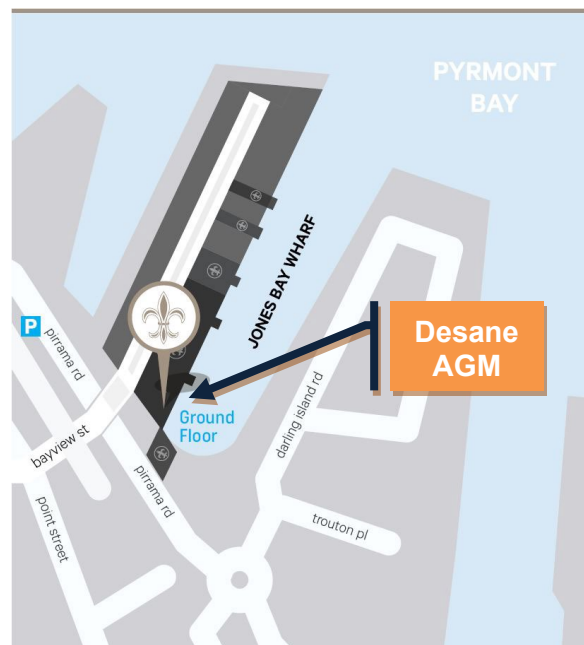 PYRMONT
BAY
JONES BAY WHARF
P
pirrama rd
Desane
AGM
Ground
Floor
darling island rd
bayview st
pirrama rd
point street
trouton pl